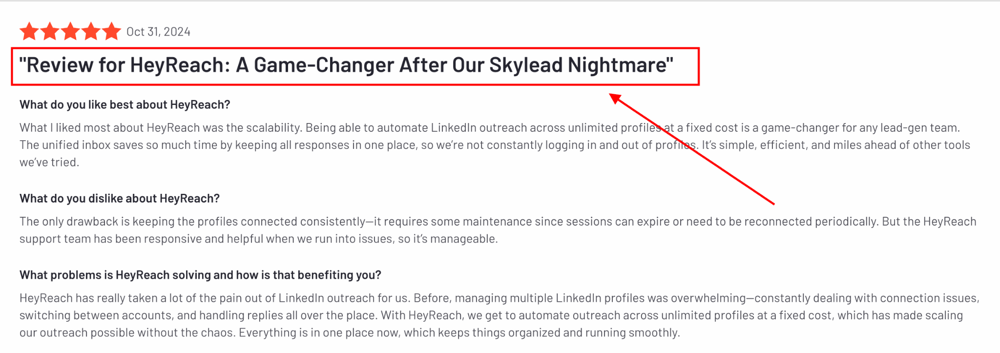 Oct 31, 2024
"Review for HeyReach: A Game-Changer After Our Skylead Nightmare"
What do you like best about HeyReach?
What I liked most about HeyReach was the scalability. Being able to automate LinkedIn outreach across unlimited profiles at a fixed cost is a game-changer for any lead-gen team.
The unified inbox saves so much time by keeping all responses in one place, so we’re not constantly logging in and out of profiles. It’s simple, efficient, and miles ahead of other tools
we’ve tried.
What do you dislike about HeyReach?
The only drawback is keeping the profiles connected consistently—it requires some maintenance since sessions can expire or need to be reconnected periodically. But the HeyReach
support team has been responsive and helpful when we run into issues, so it’s manageable.
What problems is HeyReach solving and how is that benefiting you?
HeyReach has really taken a lot of the pain out of LinkedIn outreach for us. Before, managing multiple LinkedIn profiles was overwhelming—constantly dealing with connection issues,
switching between accounts, and handling replies all over the place. With HeyReach, we get to automate outreach across unlimited profiles at a fixed cost, which has made scaling
our outreach possible without the chaos. Everything is in one place now, which keeps things organized and running smoothly.